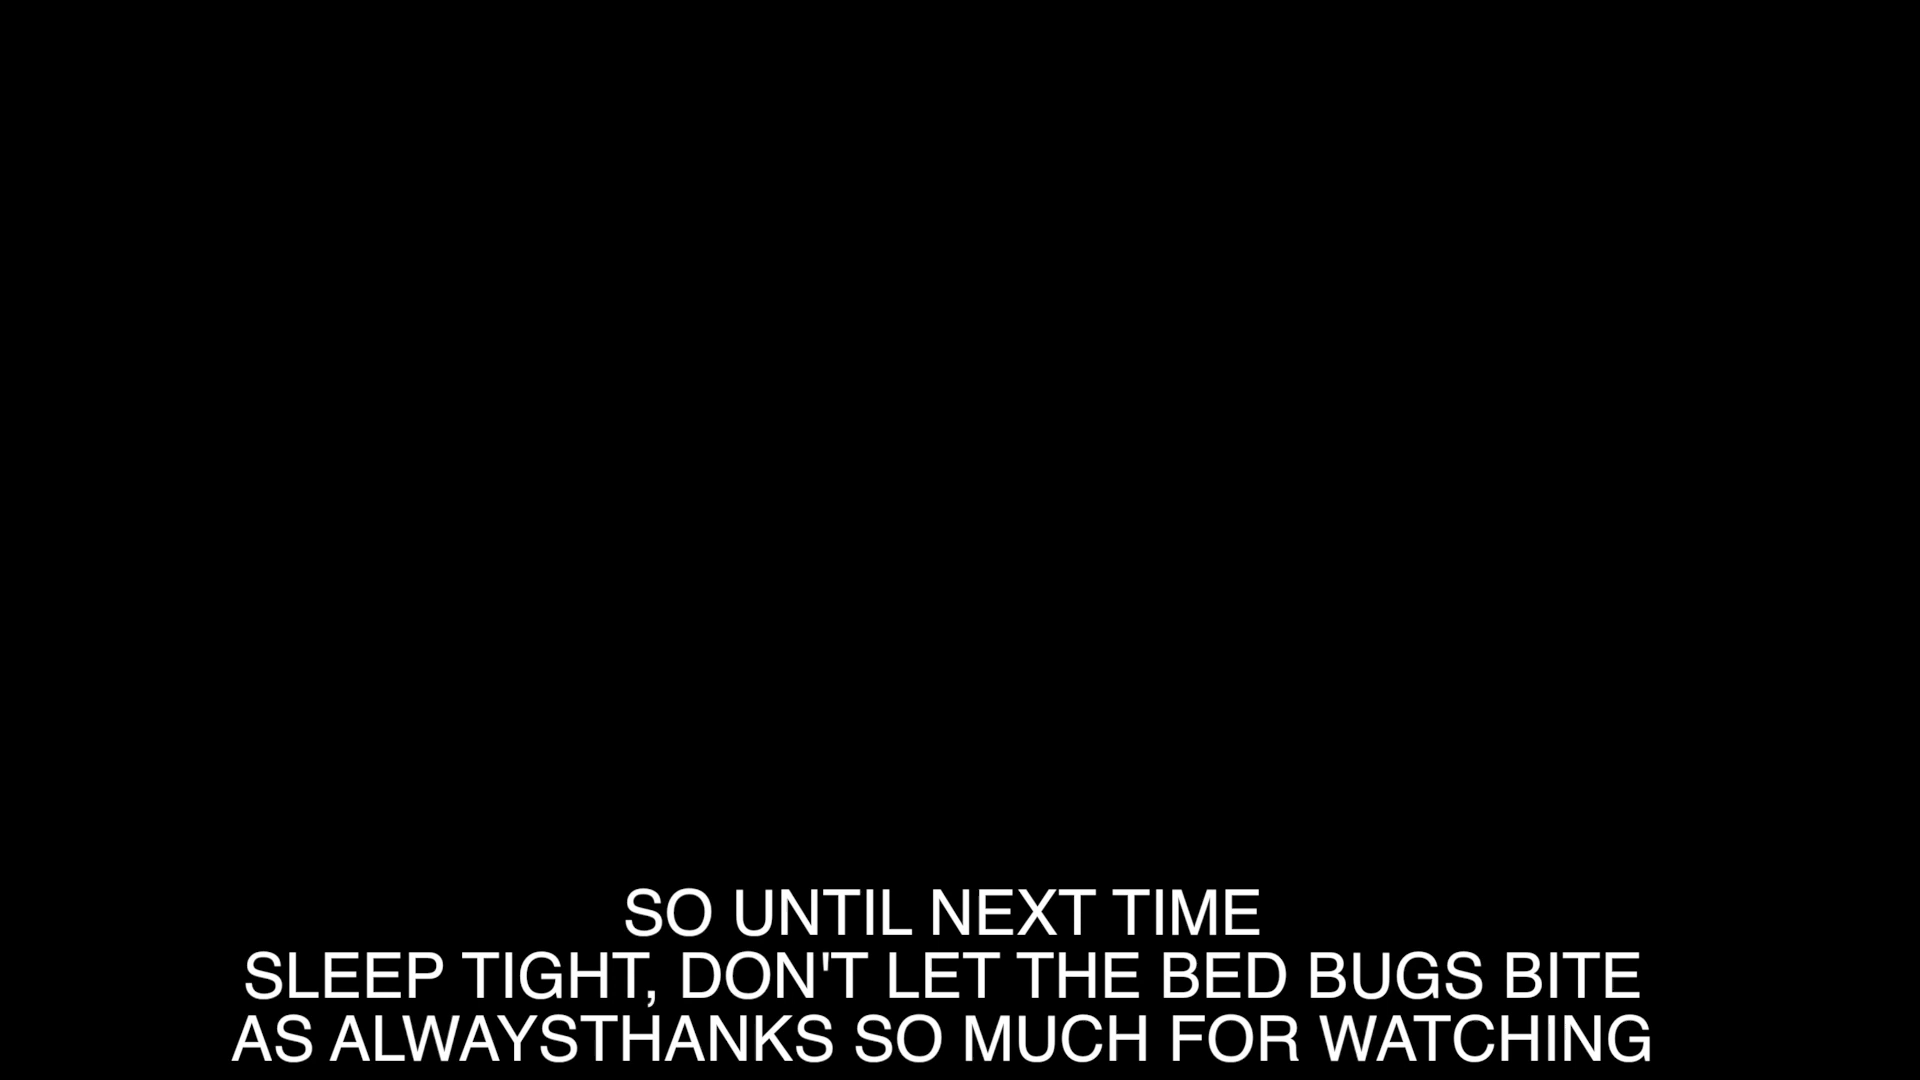 SO UNTIL NEXT TIME
SLEEP TIGHT, DON'T LET THE BED BUGS BITE
AS ALWAYSTHANKS SO MUCH FOR WATCHING